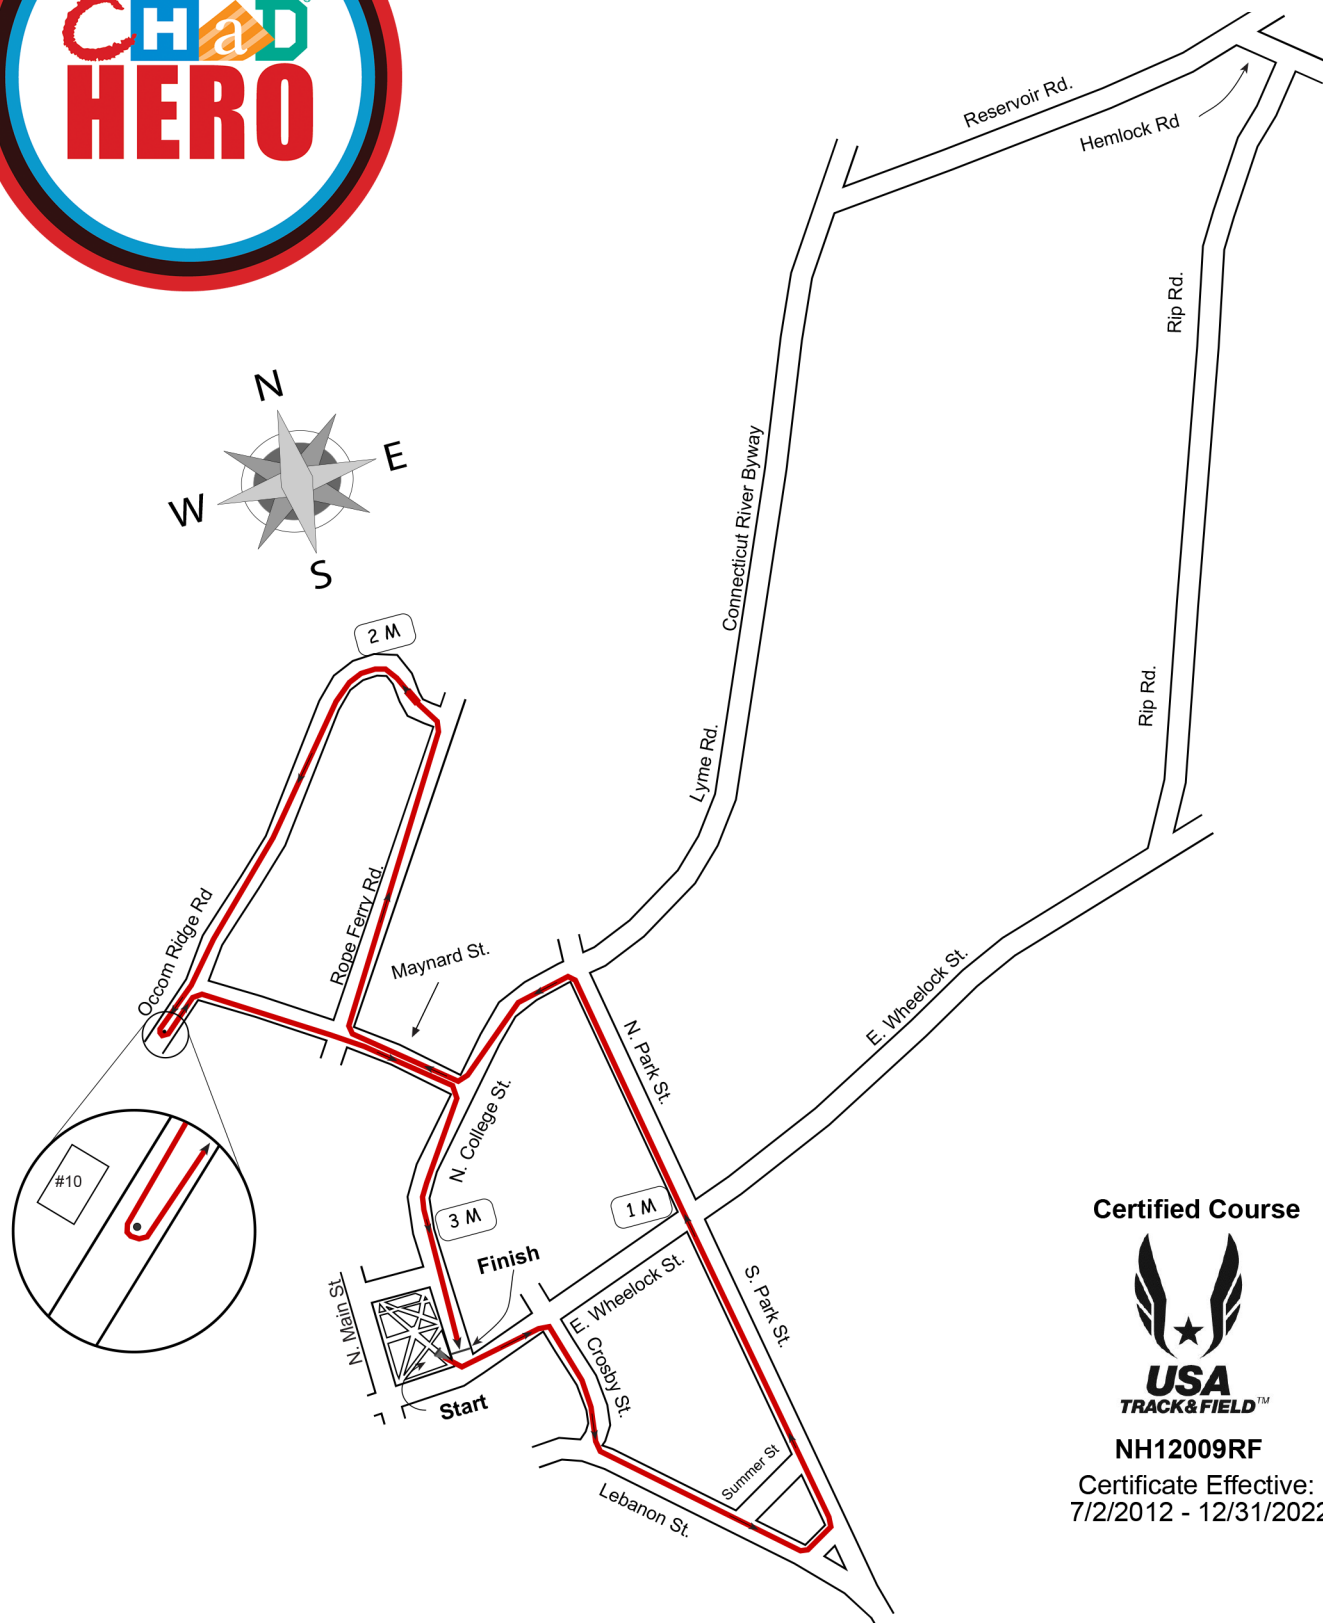 CHaD
HERO
Reservoir Rd.
Hemlock Rd
Rip Rd.
N
E
W
S
Connecticut River Byway
2 M
Rip Rd.
Lyme Rd.
Rope Ferry Rd.
Occom Ridge Rd
Maynard St.
E. Wheelock St.
N. Park St.
N. College St.
#10
3 M
1 M
Certified Course
Finish
E. Wheelock St.
S. Park St.
N. Main St
Crosby St.
Start
USA
TRACK&FIELD™
NH12009RF
Summer St
Lebanon St.
Certificate Effective:
7/2/2012 - 12/31/2022